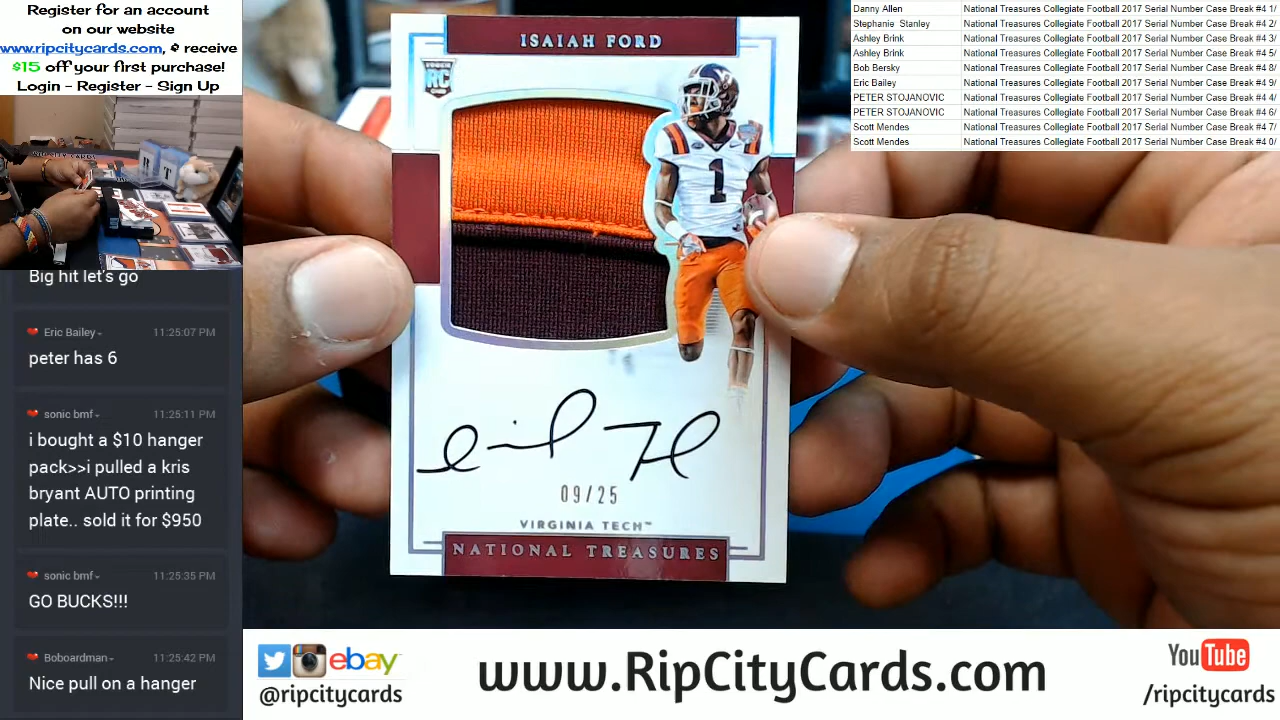 Register for an account
on our website
www.ripcitycards.com, & receive
$15 off your first purchase!
Login - Register - Sign Up
RIP CITY CARDS
R
T
Big hit let's go
Eric Bailey
11:25:07 PM
peter has 6
sonic bmf
11:25:11 PM
i bought a $10 hanger
pack>>i pulled a kris
bryant AUTO printing
plate.. sold it for $950
sonic bmf
11:25:35 PM
GO BUCKS!!!
Boboardman
11:25:42 PM
Nice pull on a hanger
ISAIAH FORD
RC
1
09/25
VIRGINIA TECH™
NATIONAL TREASURES
Danny Allen National Treasures Collegiate Football 2017 Serial Number Case Break #4 1/
Stephanie Stanley National Treasures Collegiate Football 2017 Serial Number Case Break #4 2/
Ashley Brink National Treasures Collegiate Football 2017 Serial Number Case Break #4 3/
Ashley Brink National Treasures Collegiate Football 2017 Serial Number Case Break #4 5/
Bob Bersky National Treasures Collegiate Football 2017 Serial Number Case Break #4 8/
Eric Bailey National Treasures Collegiate Football 2017 Serial Number Case Break #4 9/
PETER STOJANOVIC National Treasures Collegiate Football 2017 Serial Number Case Break #4 4/
PETER STOJANOVIC National Treasures Collegiate Football 2017 Serial Number Case Break #4 6/
Scott Mendes National Treasures Collegiate Football 2017 Serial Number Case Break #4 7/
Scott Mendes National Treasures Collegiate Football 2017 Serial Number Case Break #4 0/
ebay
@ripcitycards
www.RipCityCards.com
YouTube
/ripcitycards